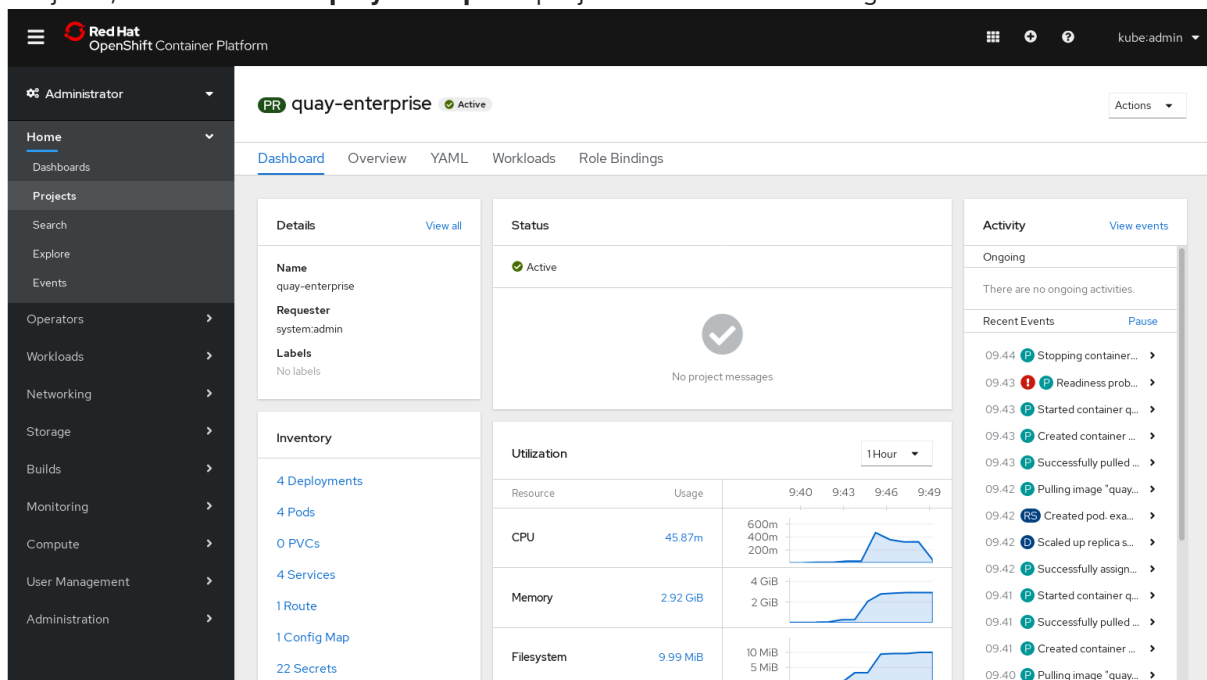 Red Hat
OpenShift Container Platform
kube:admin
Administrator
Home
Dashboards
Projects
Search
Explore
Events
Operators
Workloads
Networking
Storage
Builds
Monitoring
Compute
User Management
Administration
PR quay-enterprise Active
Actions
Dashboard Overview YAML Workloads Role Bindings
Details View all
Name
quay-enterprise
Requester
system:admin
Labels
No labels
Inventory
4 Deployments
4 Pods
0 PVCs
4 Services
1 Route
1 Config Map
22 Secrets
Status
Active
No project messages
Utilization 1 Hour
Resource Usage 9:40 9:43 9:46 9:49
CPU 45.87m
600m
400m
200m
Memory 2.92 GiB
4 GiB
2 GiB
Filesystem 9.99 MiB
10 MiB
5 MiB
Activity View events
Ongoing
There are no ongoing activities.
Recent Events Pause
09.44 P Stopping container...
09.43 ! P Readiness prob...
09.43 P Started container q...
09.43 P Created container ...
09.43 P Successfully pulled ...
09.42 P Pulling image "quay...
09.42 RS Created pod: exa...
09.42 D Scaled up replica s...
09.42 P Successfully assign...
09.41 P Started container q...
09.41 P Successfully pulled ...
09.41 P Created container ...
09.40 P Pulling image "quay...